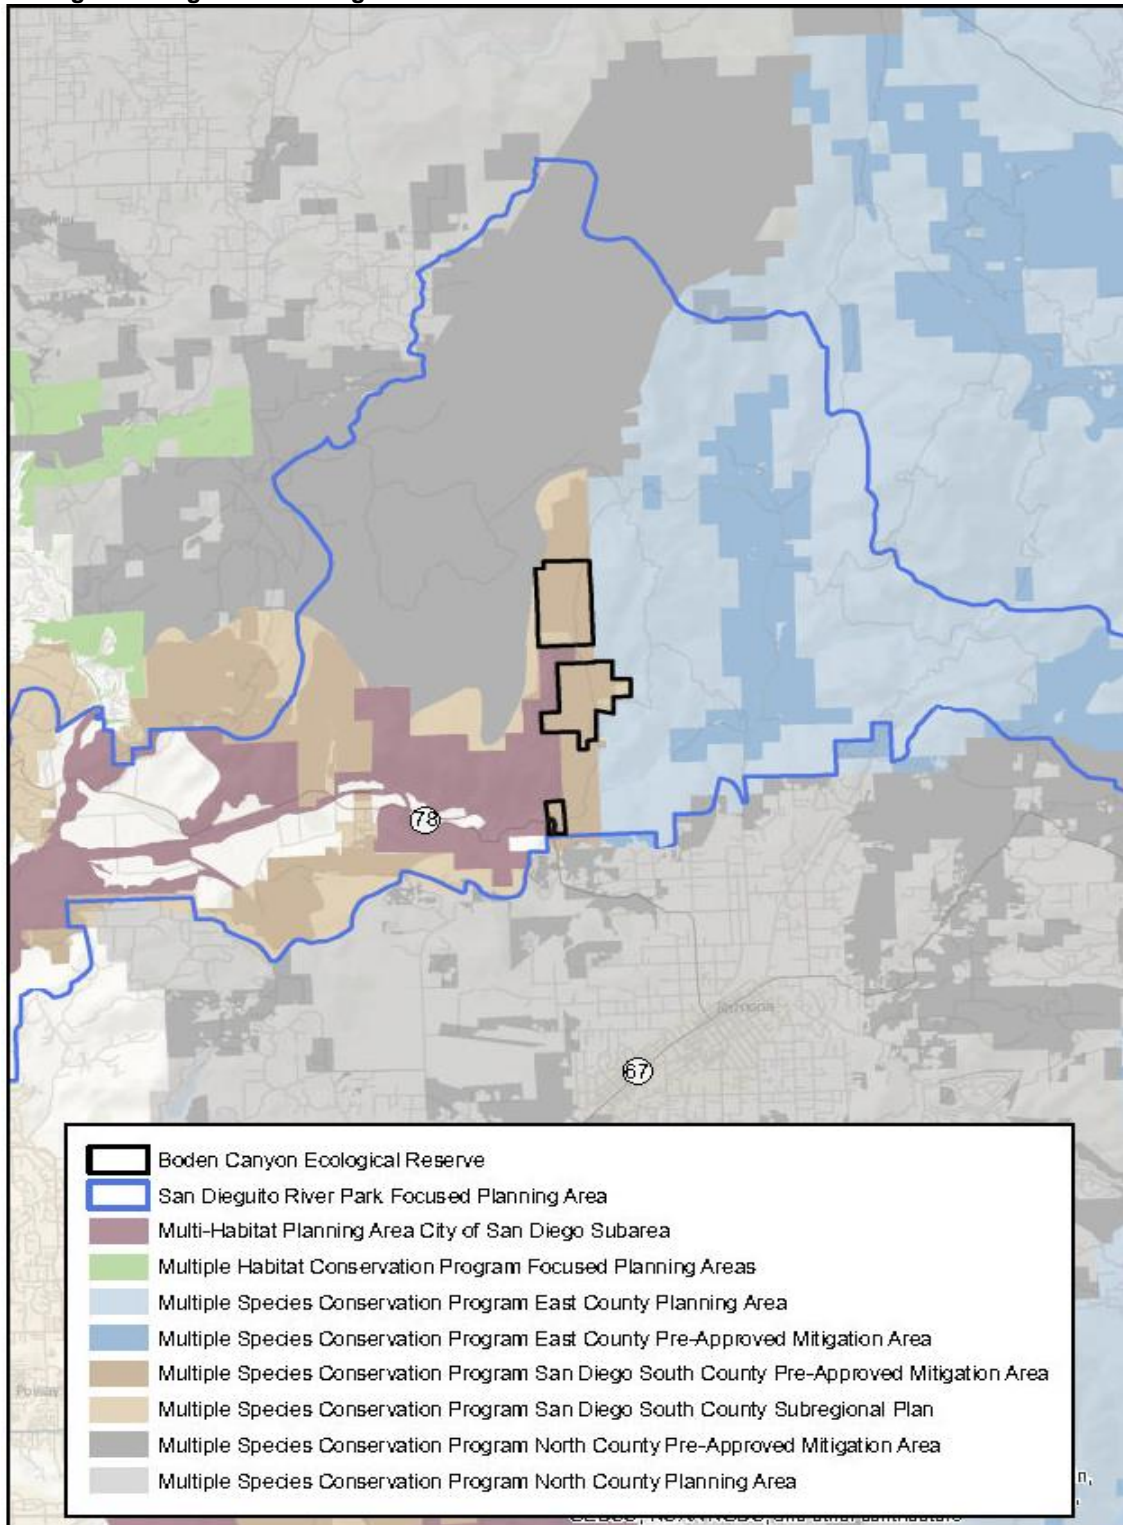 78
Ramona
67
Boden Canyon Ecological Reserve
San Dieguito River Park Focused Planning Area
Multi-Habitat Planning Area City of San Diego Subarea
Multiple Habitat Conservation Program Focused Planning Areas
Multiple Species Conservation Program East County Planning Area
Multiple Species Conservation Program East County Pre-Approved Mitigation Area
Multiple Species Conservation Program San Diego South County Pre-Approved Mitigation Area
Poway
Multiple Species Conservation Program San Diego South County Subregional Plan
Multiple Species Conservation Program North County Pre-Approved Mitigation Area
Multiple Species Conservation Program North County Planning Area